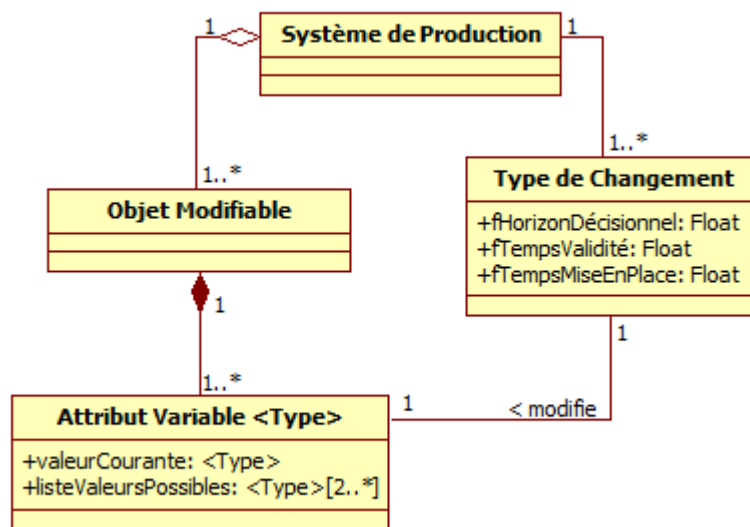 Système de Production
1
1
1..*
1..*
Objet Modifiable
Type de Changement
+fHorizonDécisionnel: Float
+fTempsValidité: Float
+fTempsMiseEnPlace: Float
1
1
1..*
Attribut Variable <Type>
1
< modifie
+valeurCourante: <Type>
+listeValeursPossibles: <Type>[2..*]